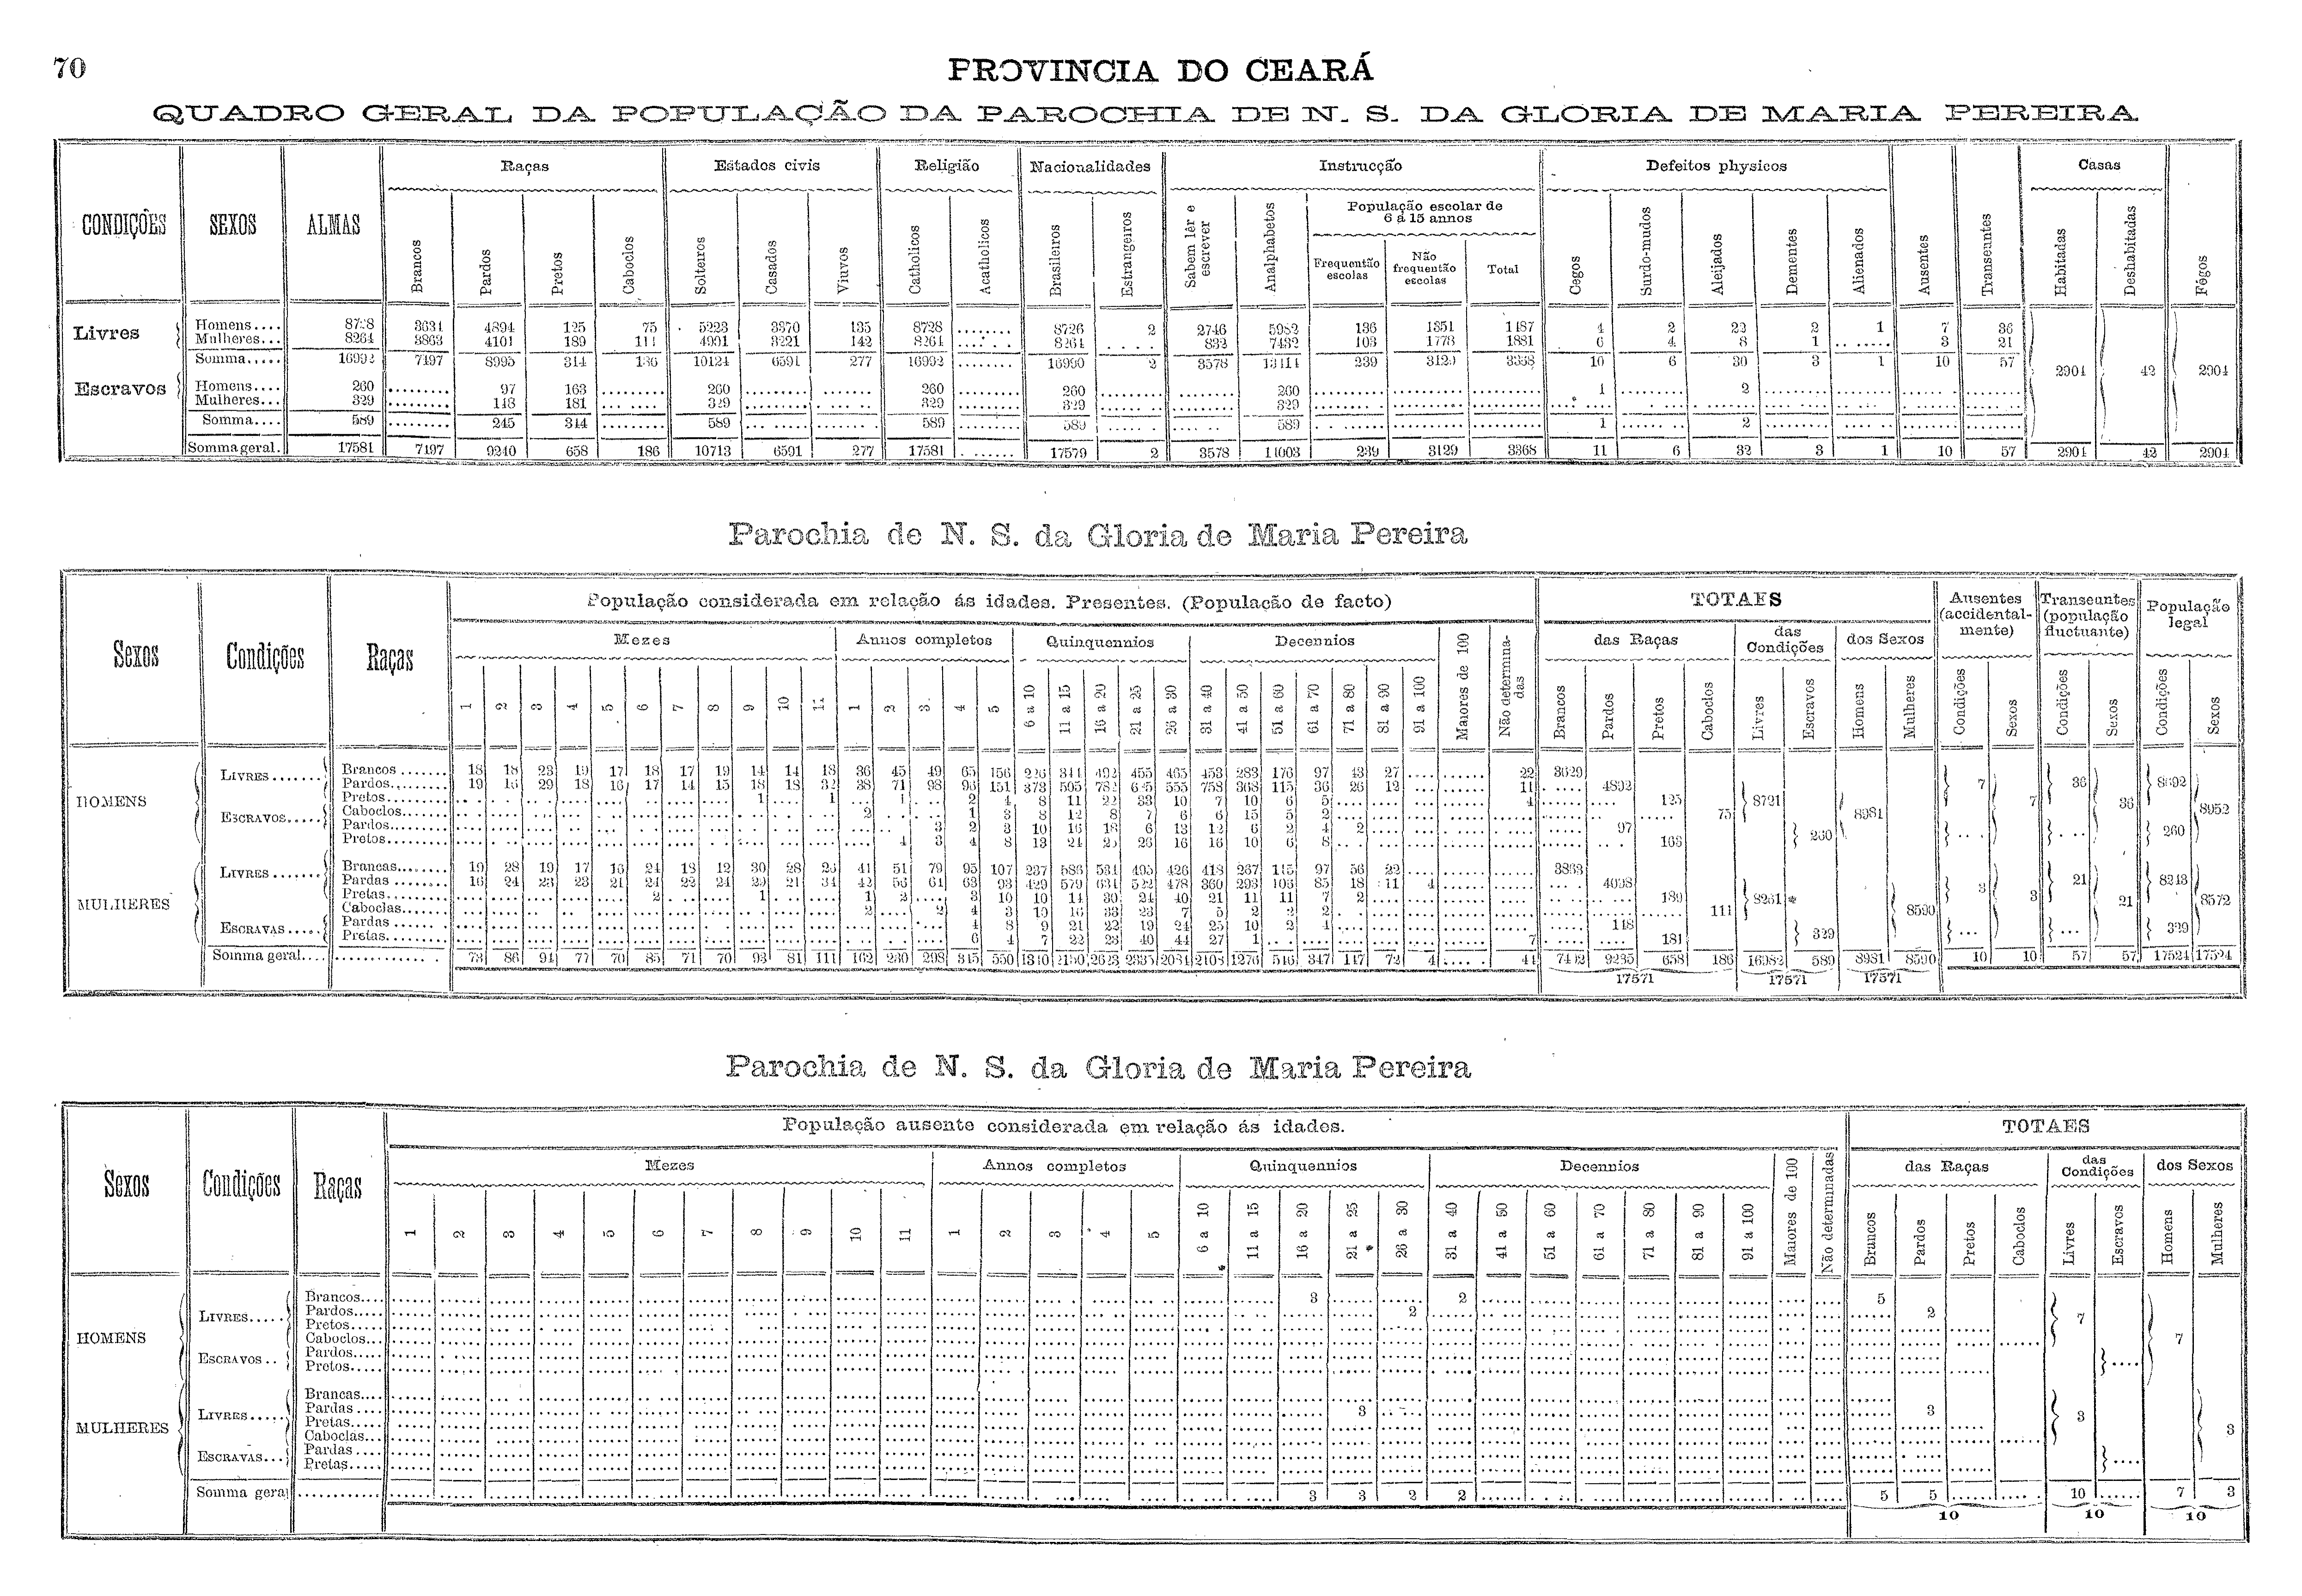 70
PROVINCIA DO CEARÁ
QUADRO GERAL DA POPULAÇÃO DA PAROCHIA DE N. S. DA GLORIA DE MARIA PEREIRA
CONDIÇÕES SEXOS ALMAS Raças Estados civis Religião Nacionalidades Instrucção Defeitos physicos Ausentes Transeuntes Casas Fógos
População escolar de 6 á 15 annos
Brancos Pardos Pretos Caboclos Solteiros Casados Viuvos Catholicos Acatholicos Brasileiros Estrangeiros Sabem lêr e escrever Analphabetos Frequentão escolas Não frequentão escolas Total Cegos Surdo-mudos Aleijados Dementes Alienados Habitadas Deshabitadas
Livres Homens.... 8728 3634 4894 125 75 5223 3370 135 8728 ........ 8726 2 2746 5982 136 1351 1487 4 2 22 2 1 7 36
Mulheres... 8264 3863 4101 189 111 4901 3221 142 8264 ........ 8264 .... 832 7432 103 1778 1881 6 4 8 1 ....... 3 21
Somma..... 16992 7497 8995 314 186 10124 6591 277 16992 ........ 16990 2 3578 13414 239 3129 3368 10 6 30 3 1 10 57 2904 42 2904
Escravos Homens.... 260 ........ 97 163 ........ 260 ........ ....... 260 ........ 260 ........ ........ 260 ........ ........ ........ 1 ....... 2
Mulheres... 329 ........ 148 181 ........ 329 ........ ....... 329 ........ 329 ........ ........ 329
Somma.... 589 ........ 245 344 ........ 589 ........ ....... 589 ........ 589 ........ ........ 589 ........ ........ ........ 1 ....... 2
Somma geral. 17581 7497 9240 658 186 10713 6591 277 17581 ....... 17579 2 3578 14003 239 3129 3368 11 6 32 3 1 10 57 2904 42 2904
Parochia de N. S. da Gloria de Maria Pereira
Sexos Condições Raças População considerada em relação ás idades. Presentes. (População de facto) TOTAES Ausentes (accidentalmente) Transeuntes (população fluctuante) População legal
Mezes Annos completos Quinquennios Decennios Maiores de 100 Não determinadas das Raças das Condições dos Sexos
1 2 3 4 5 6 7 8 9 10 11 1 2 3 4 5 6 a 10 11 a 15 16 a 20 21 a 25 26 a 30 31 a 40 41 a 50 51 a 60 61 a 70 71 a 80 81 a 90 91 a 100 Brancos Pardos Pretos Caboclos Livres Escravos Homens Mulheres Condições Sexos Condições Sexos Condições Sexos
HOMENS LIVRES....... Brancos ....... 18 18 23 19 17 18 17 19 14 14 18 36 45 49 65 156 226 344 492 455 465 453 283 176 97 43 27 .... ...... 22 3629
Pardos........ 19 29 18 16 17 14 15 18 18 32 38 71 98 96 151 373 505 555 758 368 115 36 26 12 .... ...... 11 4892
Pretos........ 1 1 1 2 4 8 11 22 33 10 7 10 6 5 4 125 8721
Caboclos...... 2 1 3 8 12 8 7 6 6 15 5 2 75 8981
ESCRAVOS..... Pardos........ 3 2 3 10 16 18 6 13 12 6 2 4 2 97
Pretos........ 4 3 4 8 13 24 26 16 16 10 6 8 163 260
7 7 36 36 8692 260 8952
MULHERES LIVRES ....... Brancas....... 19 28 19 17 16 24 18 12 30 28 41 51 79 95 107 237 586 495 426 418 267 115 97 56 22 3863
Pardas ....... 16 24 23 23 21 24 22 24 21 34 42 56 61 63 93 429 579 631 522 478 360 293 85 18 11 4 4098
Pretas........ 2 1 1 3 10 10 14 30 24 40 21 11 11 7 2 189 8261
Caboclas...... 2 2 4 3 19 16 33 23 7 5 2 2 2 111 8590
ESCRAVAS ..... Pardas ...... 4 8 9 21 22 19 24 25 10 2 4 148
Pretas........ 6 4 7 22 23 40 44 27 1 7 181 329
3 3 21 21 8243 329 8572
Somma geral.... ............ 73 86 94 77 70 85 71 70 93 81 111 162 230 298 315 550 1276 347 117 72 4 .... 44 9235 658 186 16982 589 8981 8590 10 10 57 57 17524 17524
17571 17571 17571
Parochia de N. S. da Gloria de Maria Pereira
Sexos Condições Raças População ausente considerada em relação ás idades. TOTAES
Mezes Annos completos Quinquennios Decennios Maiores de 100 Não determinadas das Raças das Condições dos Sexos
1 2 3 4 5 6 7 8 9 10 11 1 2 3 4 5 6 a 10 11 a 15 16 a 20 21 a 25 26 a 30 31 a 40 41 a 50 51 a 60 61 a 70 71 a 80 81 a 90 91 a 100 Brancos Pardos Pretos Caboclos Livres Escravos Homens Mulheres
HOMENS LIVRES..... Brancos.... 3 2 5
Pardos..... 2 2 7
Pretos.....
Caboclos... 7
ESCRAVOS.. Pardos.....
Pretos.....
MULHERES LIVRES..... Brancas....
Pardas .... 3 3 3
Pretas..... 3
Caboclas...
ESCRAVAS... Pardas ....
Pretas.....
Somma geral ........... 3 3 2 2 5 5 ...... ..... 10 ...... 7 3
10 10 10